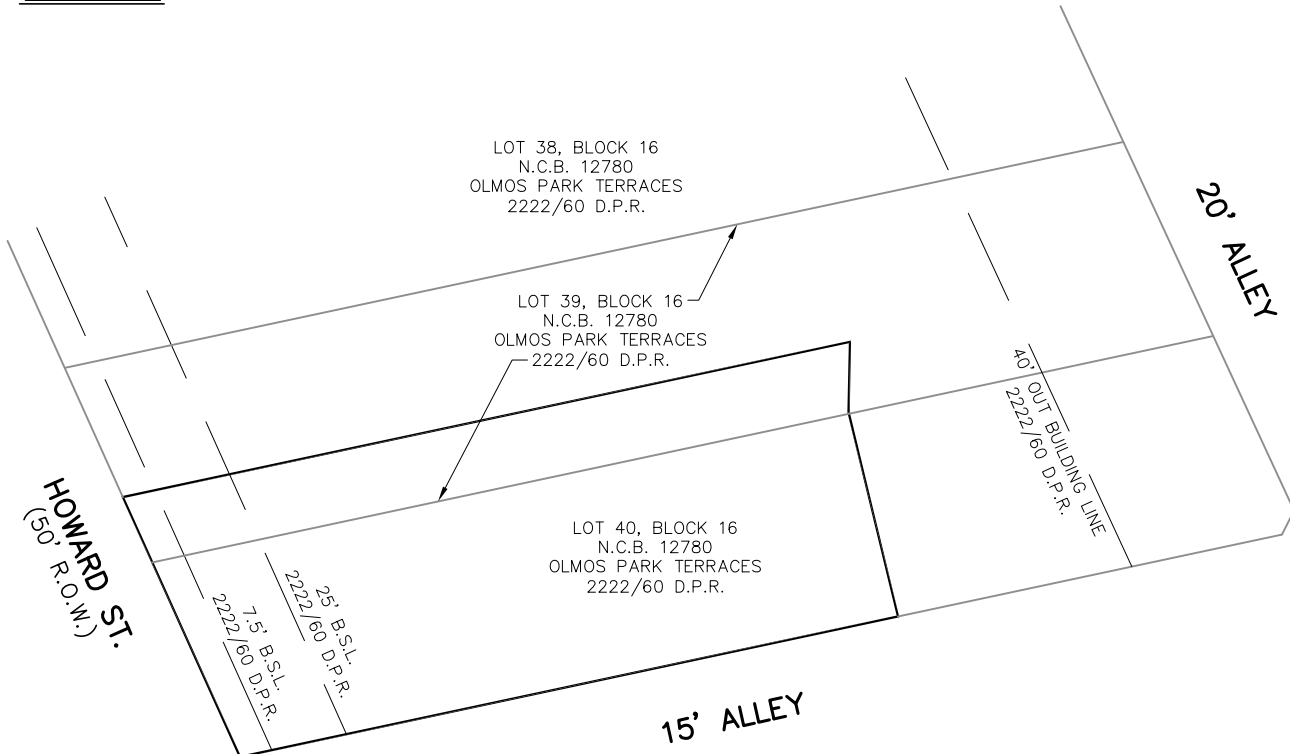 LOT 38, BLOCK 16
N.C.B. 12780
OLMOS PARK TERRACES
2222/60 D.P.R.
20' ALLEY
LOT 39, BLOCK 16
N.C.B. 12780
OLMOS PARK TERRACES
2222/60 D.P.R.
40' OUT BUILDING LINE
2222/60 D.P.R.
HOWARD ST.
(50' R.O.W.)
LOT 40, BLOCK 16
N.C.B. 12780
OLMOS PARK TERRACES
2222/60 D.P.R.
25' B.S.L.
2222/60 D.P.R.
7.5' B.S.L.
2222/60 D.P.R.
15' ALLEY